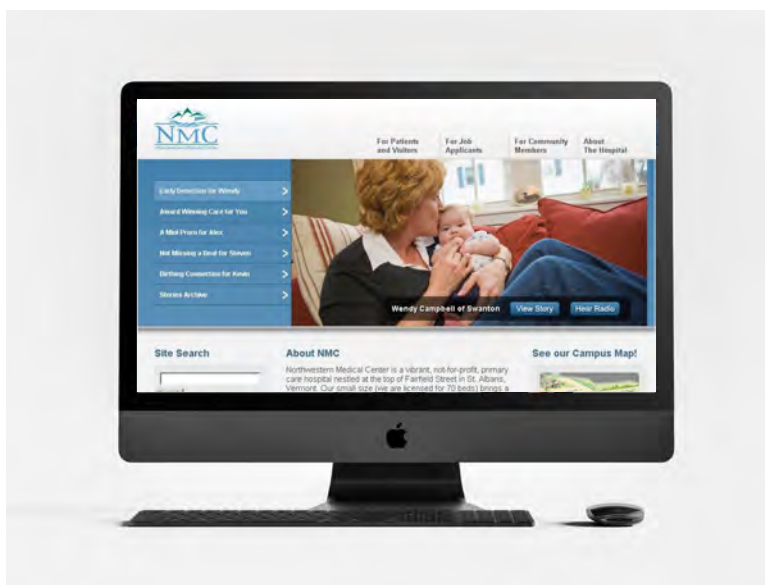 NMC
For Patients
and Visitors
For Job
Applicants
For Community
Members
About
The Hospital
Early Detection for Wendy
Award Winning Care for You
A Mini Prom for Alex
Not Missing a Beat for Steven
Birthing Connection for Kevin
Stories Archive
Wendy Campbell of Swanton
View Story
Hear Radio
Site Search
About NMC
Northwestern Medical Center is a vibrant, not-for-profit, primary
care hospital nestled at the top of Fairfield Street in St. Albans,
Vermont. Our small size (we are licensed for 70 beds) brings a
See our Campus Map!